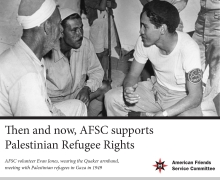 Then and now, AFSC supports
Palestinian Refugee Rights
AFSC volunteer Evan Jones, wearing the Quaker armband,
meeting with Palestinian refugees in Gaza in 1949
American Friends
Service Committee